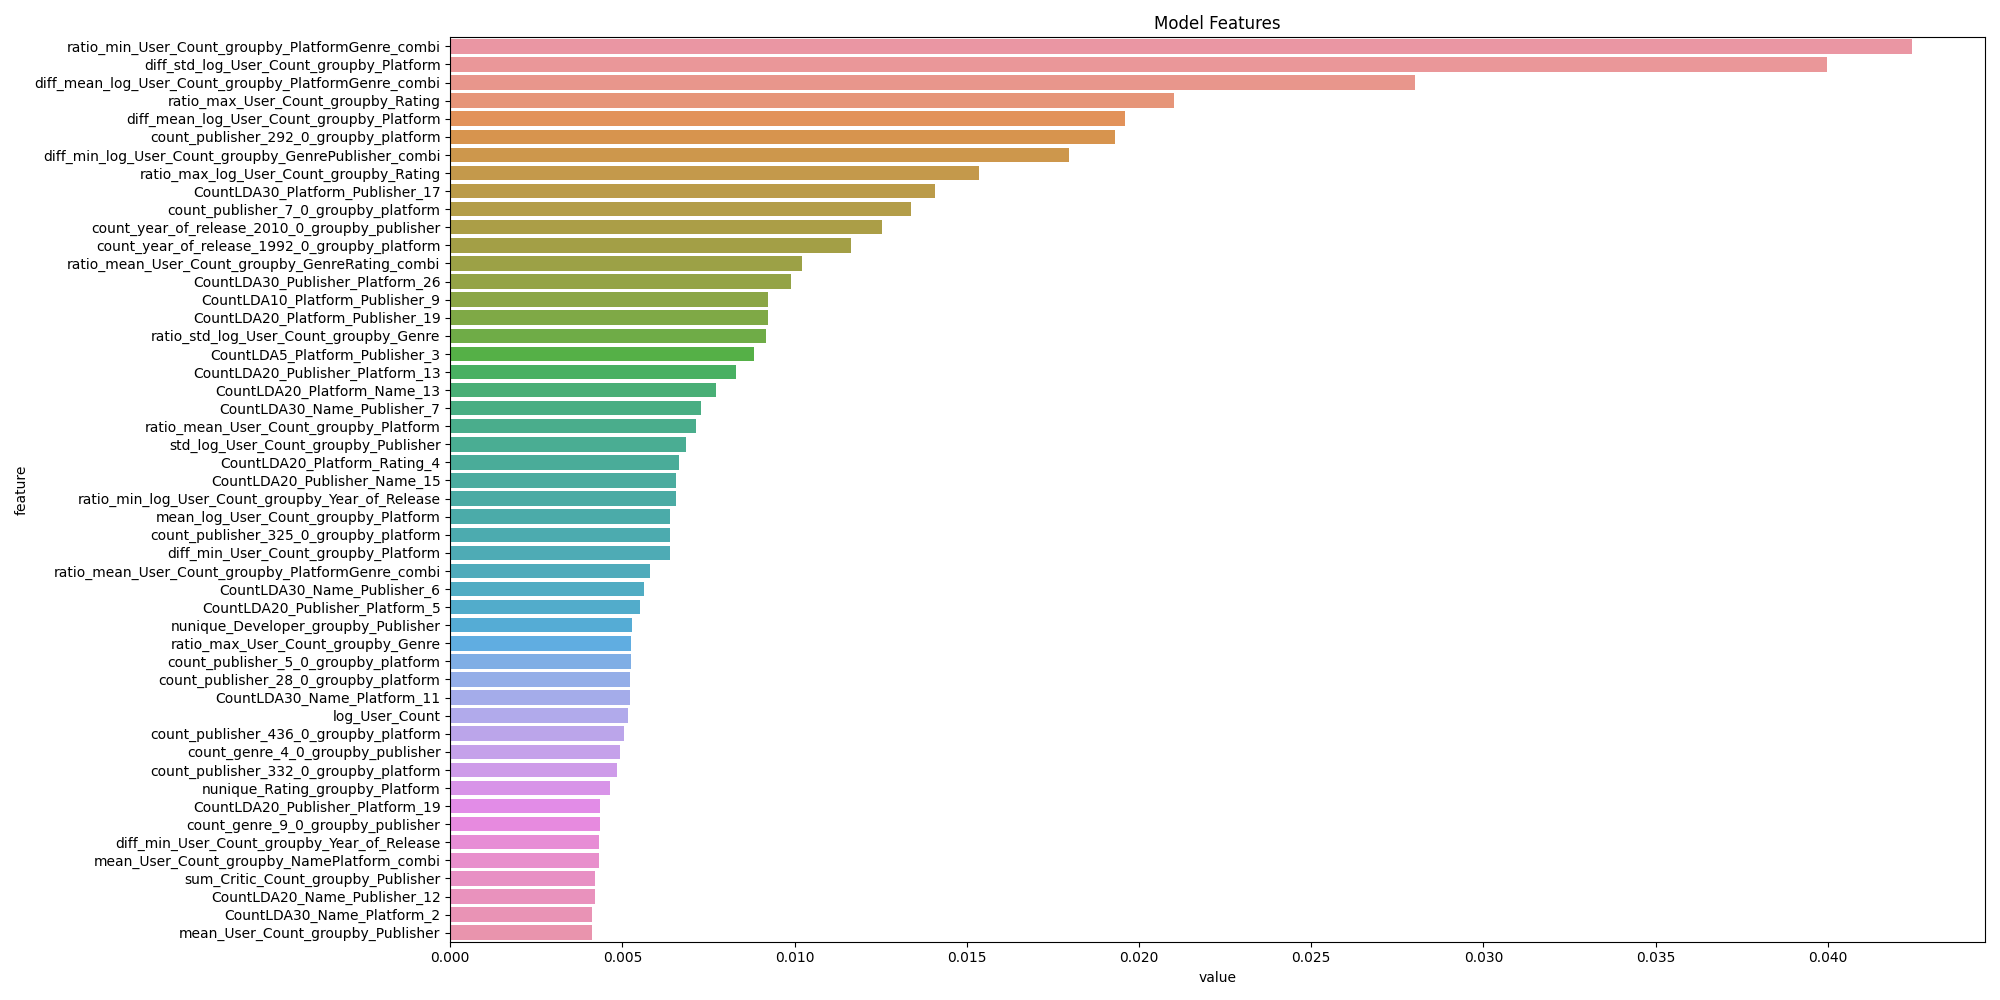 Model Features
feature
ratio_min_User_Count_groupby_PlatformGenre_combi
diff_std_log_User_Count_groupby_Platform
diff_mean_log_User_Count_groupby_PlatformGenre_combi
ratio_max_User_Count_groupby_Rating
diff_mean_log_User_Count_groupby_Platform
count_publisher_292_0_groupby_platform
diff_min_log_User_Count_groupby_GenrePublisher_combi
ratio_max_log_User_Count_groupby_Rating
CountLDA30_Platform_Publisher_17
count_publisher_7_0_groupby_platform
count_year_of_release_2010_0_groupby_publisher
count_year_of_release_1992_0_groupby_platform
ratio_mean_User_Count_groupby_GenreRating_combi
CountLDA30_Publisher_Platform_26
CountLDA10_Platform_Publisher_9
CountLDA20_Platform_Publisher_19
ratio_std_log_User_Count_groupby_Genre
CountLDA5_Platform_Publisher_3
CountLDA20_Publisher_Platform_13
CountLDA20_Platform_Name_13
CountLDA30_Name_Publisher_7
ratio_mean_User_Count_groupby_Platform
std_log_User_Count_groupby_Publisher
CountLDA20_Platform_Rating_4
CountLDA20_Publisher_Name_15
ratio_min_log_User_Count_groupby_Year_of_Release
mean_log_User_Count_groupby_Platform
count_publisher_325_0_groupby_platform
diff_min_User_Count_groupby_Platform
ratio_mean_User_Count_groupby_PlatformGenre_combi
CountLDA30_Name_Publisher_6
CountLDA20_Publisher_Platform_5
nunique_Developer_groupby_Publisher
ratio_max_User_Count_groupby_Genre
count_publisher_5_0_groupby_platform
count_publisher_28_0_groupby_platform
CountLDA30_Name_Platform_11
log_User_Count
count_publisher_436_0_groupby_platform
count_genre_4_0_groupby_publisher
count_publisher_332_0_groupby_platform
nunique_Rating_groupby_Platform
CountLDA20_Publisher_Platform_19
count_genre_9_0_groupby_publisher
diff_min_User_Count_groupby_Year_of_Release
mean_User_Count_groupby_NamePlatform_combi
sum_Critic_Count_groupby_Publisher
CountLDA20_Name_Publisher_12
CountLDA30_Name_Platform_2
mean_User_Count_groupby_Publisher
0.000 0.005 0.010 0.015 0.020 0.025 0.030 0.035 0.040
value